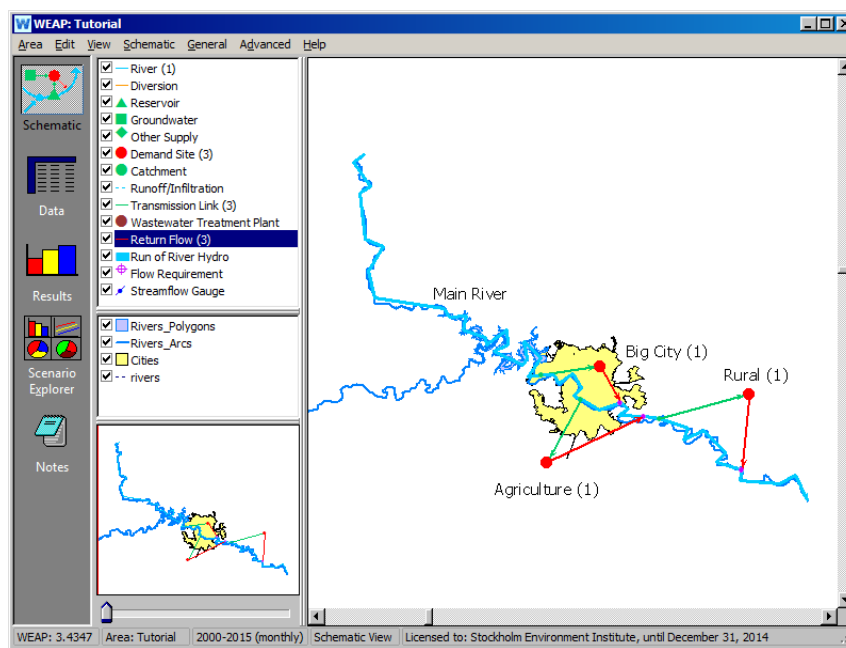 WEAP: Tutorial
Area Edit View Schematic General Advanced Help
Schematic
Data
Results
Scenario
Explorer
Notes
River (1)
Diversion
Reservoir
Groundwater
Other Supply
Demand Site (3)
Catchment
Runoff/Infiltration
Transmission Link (3)
Wastewater Treatment Plant
Return Flow (3)
Run of River Hydro
Flow Requirement
Streamflow Gauge
Rivers_Polygons
Rivers_Arcs
Cities
rivers
Main River
Big City (1)
Rural (1)
Agriculture (1)
WEAP: 3.4347 Area: Tutorial 2000-2015 (monthly) Schematic View Licensed to: Stockholm Environment Institute, until December 31, 2014